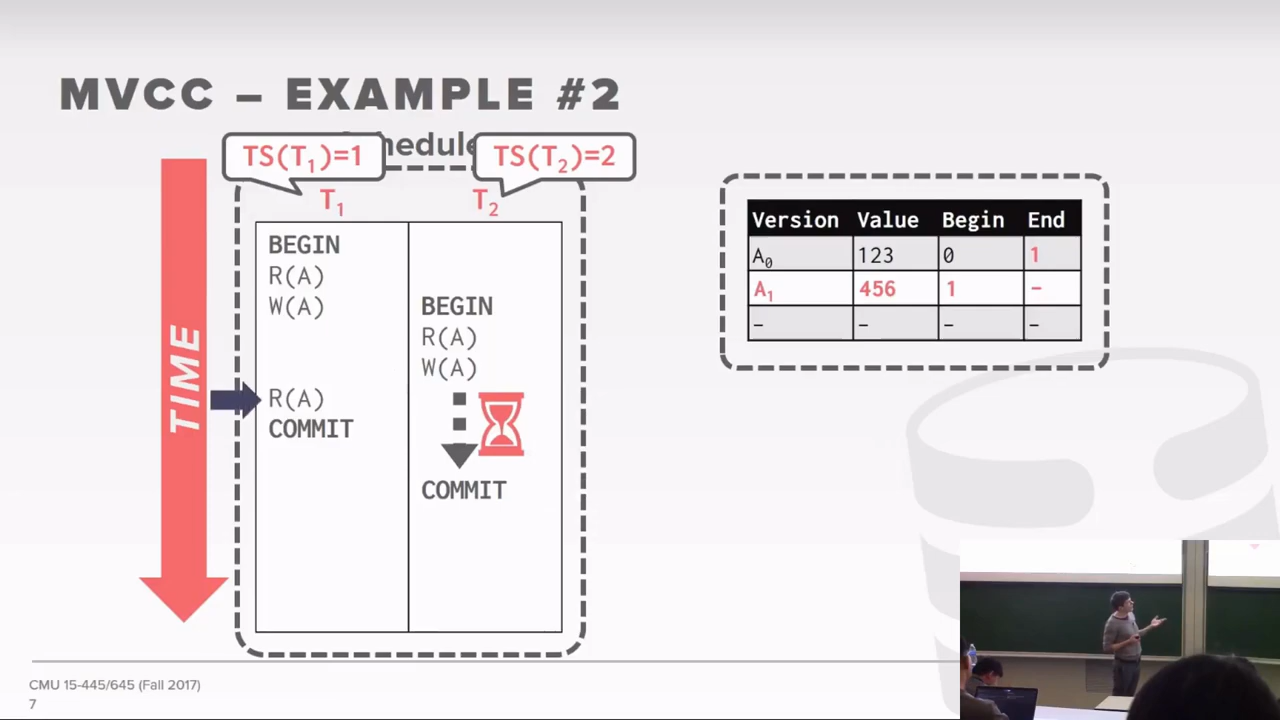 MVCC – EXAMPLE #2
TS(T1)=1
TS(T2)=2
T1
T2
BEGIN
R(A)
W(A)
R(A)
COMMIT
BEGIN
R(A)
W(A)
COMMIT
TIME
Version Value Begin End
A0 123 0 1
A1 456 1 –
– – – –
CMU 15-445/645 (Fall 2017)
7